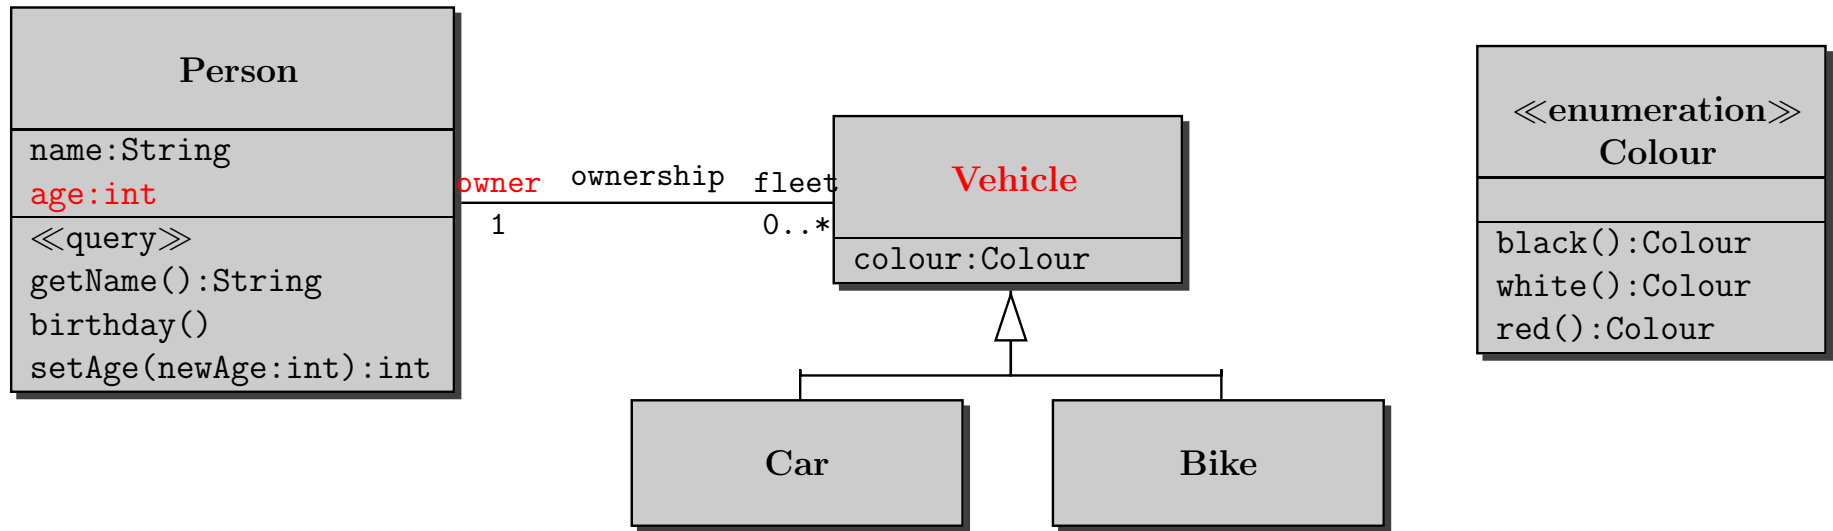 Person
name:String
age:int
≪query≫
getName():String
birthday()
setAge(newAge:int):int
owner
ownership
fleet
1
0..*
Vehicle
colour:Colour
Car
Bike
≪enumeration≫
Colour
black():Colour
white():Colour
red():Colour